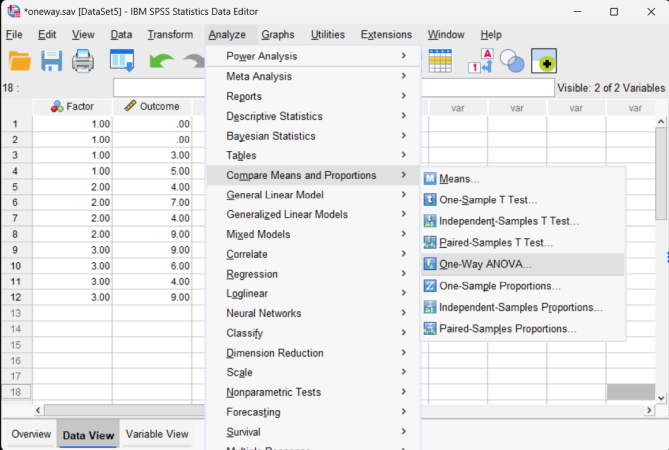 *oneway.sav [DataSet5] - IBM SPSS Statistics Data Editor
File Edit View Data Transform Analyze Graphs Utilities Extensions Window Help
A
1
18 :
Visible: 2 of 2 Variables
Factor Outcome var var var var
1 1.00 .00
2 1.00 .00
3 1.00 3.00
4 1.00 5.00
5 2.00 4.00
6 2.00 7.00
7 2.00 4.00
8 2.00 9.00
9 3.00 9.00
10 3.00 6.00
11 3.00 4.00
12 3.00 9.00
13
14
15
16
17
18
Power Analysis
Meta Analysis
Reports
Descriptive Statistics
Bayesian Statistics
Tables
Compare Means and Proportions
General Linear Model
Generalized Linear Models
Mixed Models
Correlate
Regression
Loglinear
Neural Networks
Classify
Dimension Reduction
Scale
Nonparametric Tests
Forecasting
Survival
Means...
One-Sample T Test...
Independent-Samples T Test...
Paired-Samples T Test...
One-Way ANOVA...
One-Sample Proportions...
Independent-Samples Proportions...
Paired-Samples Proportions...
Overview Data View Variable View